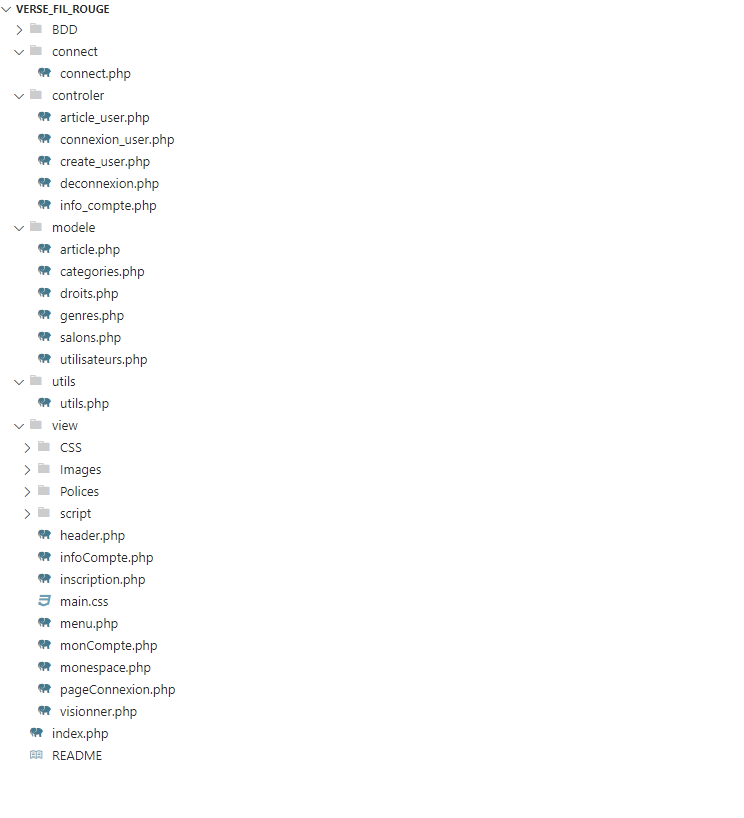 VERSE_FIL_ROUGE
BDD
connect
connect.php
controler
article_user.php
connexion_user.php
create_user.php
deconnexion.php
info_compte.php
modele
article.php
categories.php
droits.php
genres.php
salons.php
utilisateurs.php
utils
utils.php
view
CSS
Images
Polices
script
header.php
infoCompte.php
inscription.php
main.css
menu.php
monCompte.php
monespace.php
pageConnexion.php
visionner.php
index.php
README